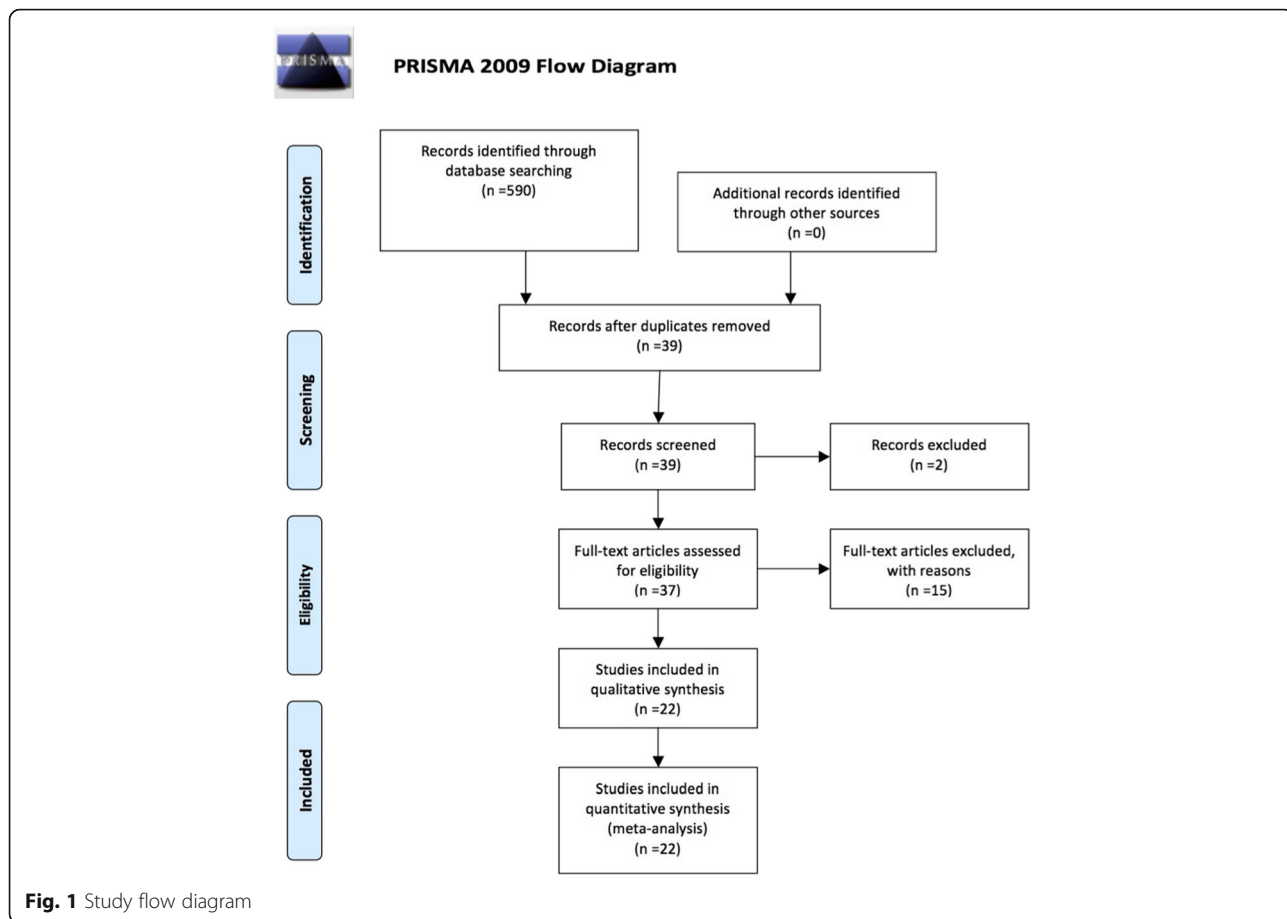 PRISMA
PRISMA 2009 Flow Diagram
Identification
Records identified through
database searching
(n =590)
Additional records identified
through other sources
(n =0)
Records after duplicates removed
(n =39)
Screening
Records screened
(n =39)
Records excluded
(n =2)
Eligibility
Full-text articles assessed
for eligibility
(n =37)
Full-text articles excluded,
with reasons
(n =15)
Studies included in
qualitative synthesis
(n =22)
Included
Studies included in
quantitative synthesis
(meta-analysis)
(n =22)
Fig. 1 Study flow diagram